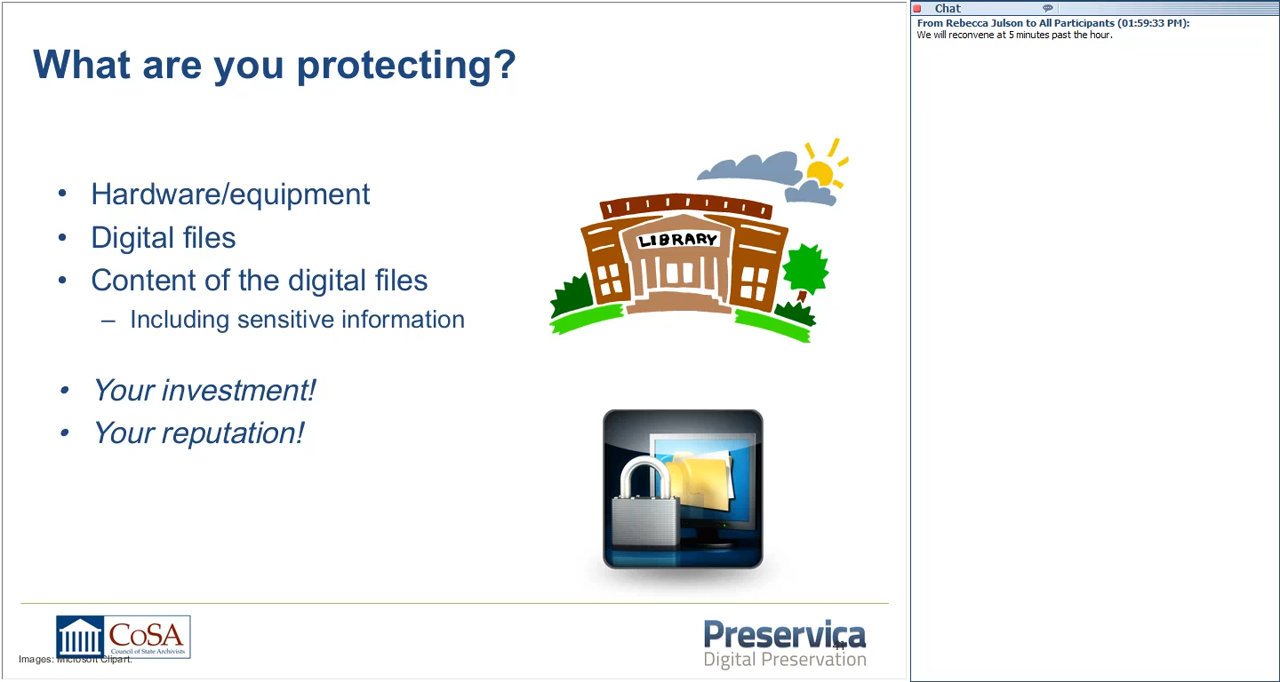 What are you protecting?
• Hardware/equipment
• Digital files
• Content of the digital files
– Including sensitive information
• Your investment!
• Your reputation!
LIBRARY
CoSA
Council of State Archivists
Images: Microsoft Clipart.
Preservica
Digital Preservation
Chat
From Rebecca Julson to All Participants (01:59:33 PM):
We will reconvene at 5 minutes past the hour.